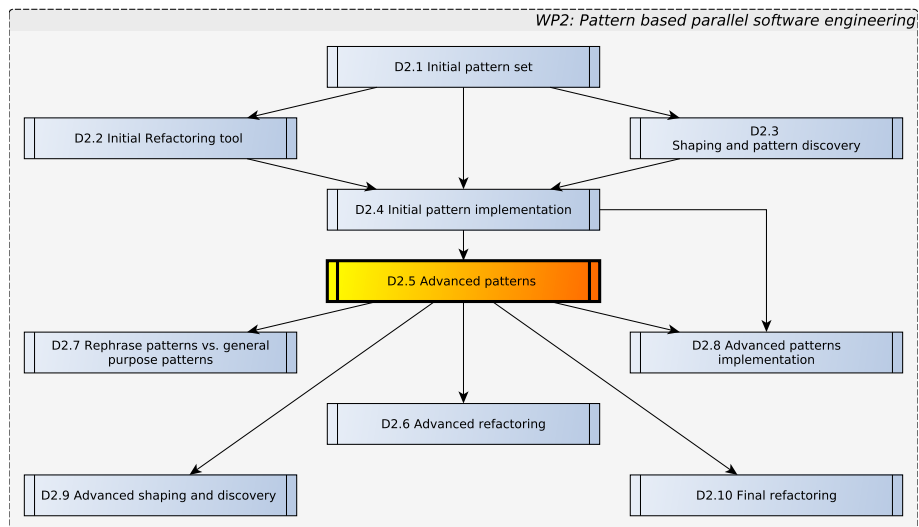 WP2: Pattern based parallel software engineering
D2.1 Initial pattern set
D2.2 Initial Refactoring tool
D2.3
Shaping and pattern discovery
D2.4 Initial pattern implementation
D2.5 Advanced patterns
D2.7 Rephrase patterns vs. general
purpose patterns
D2.8 Advanced patterns
implementation
D2.6 Advanced refactoring
D2.9 Advanced shaping and discovery
D2.10 Final refactoring